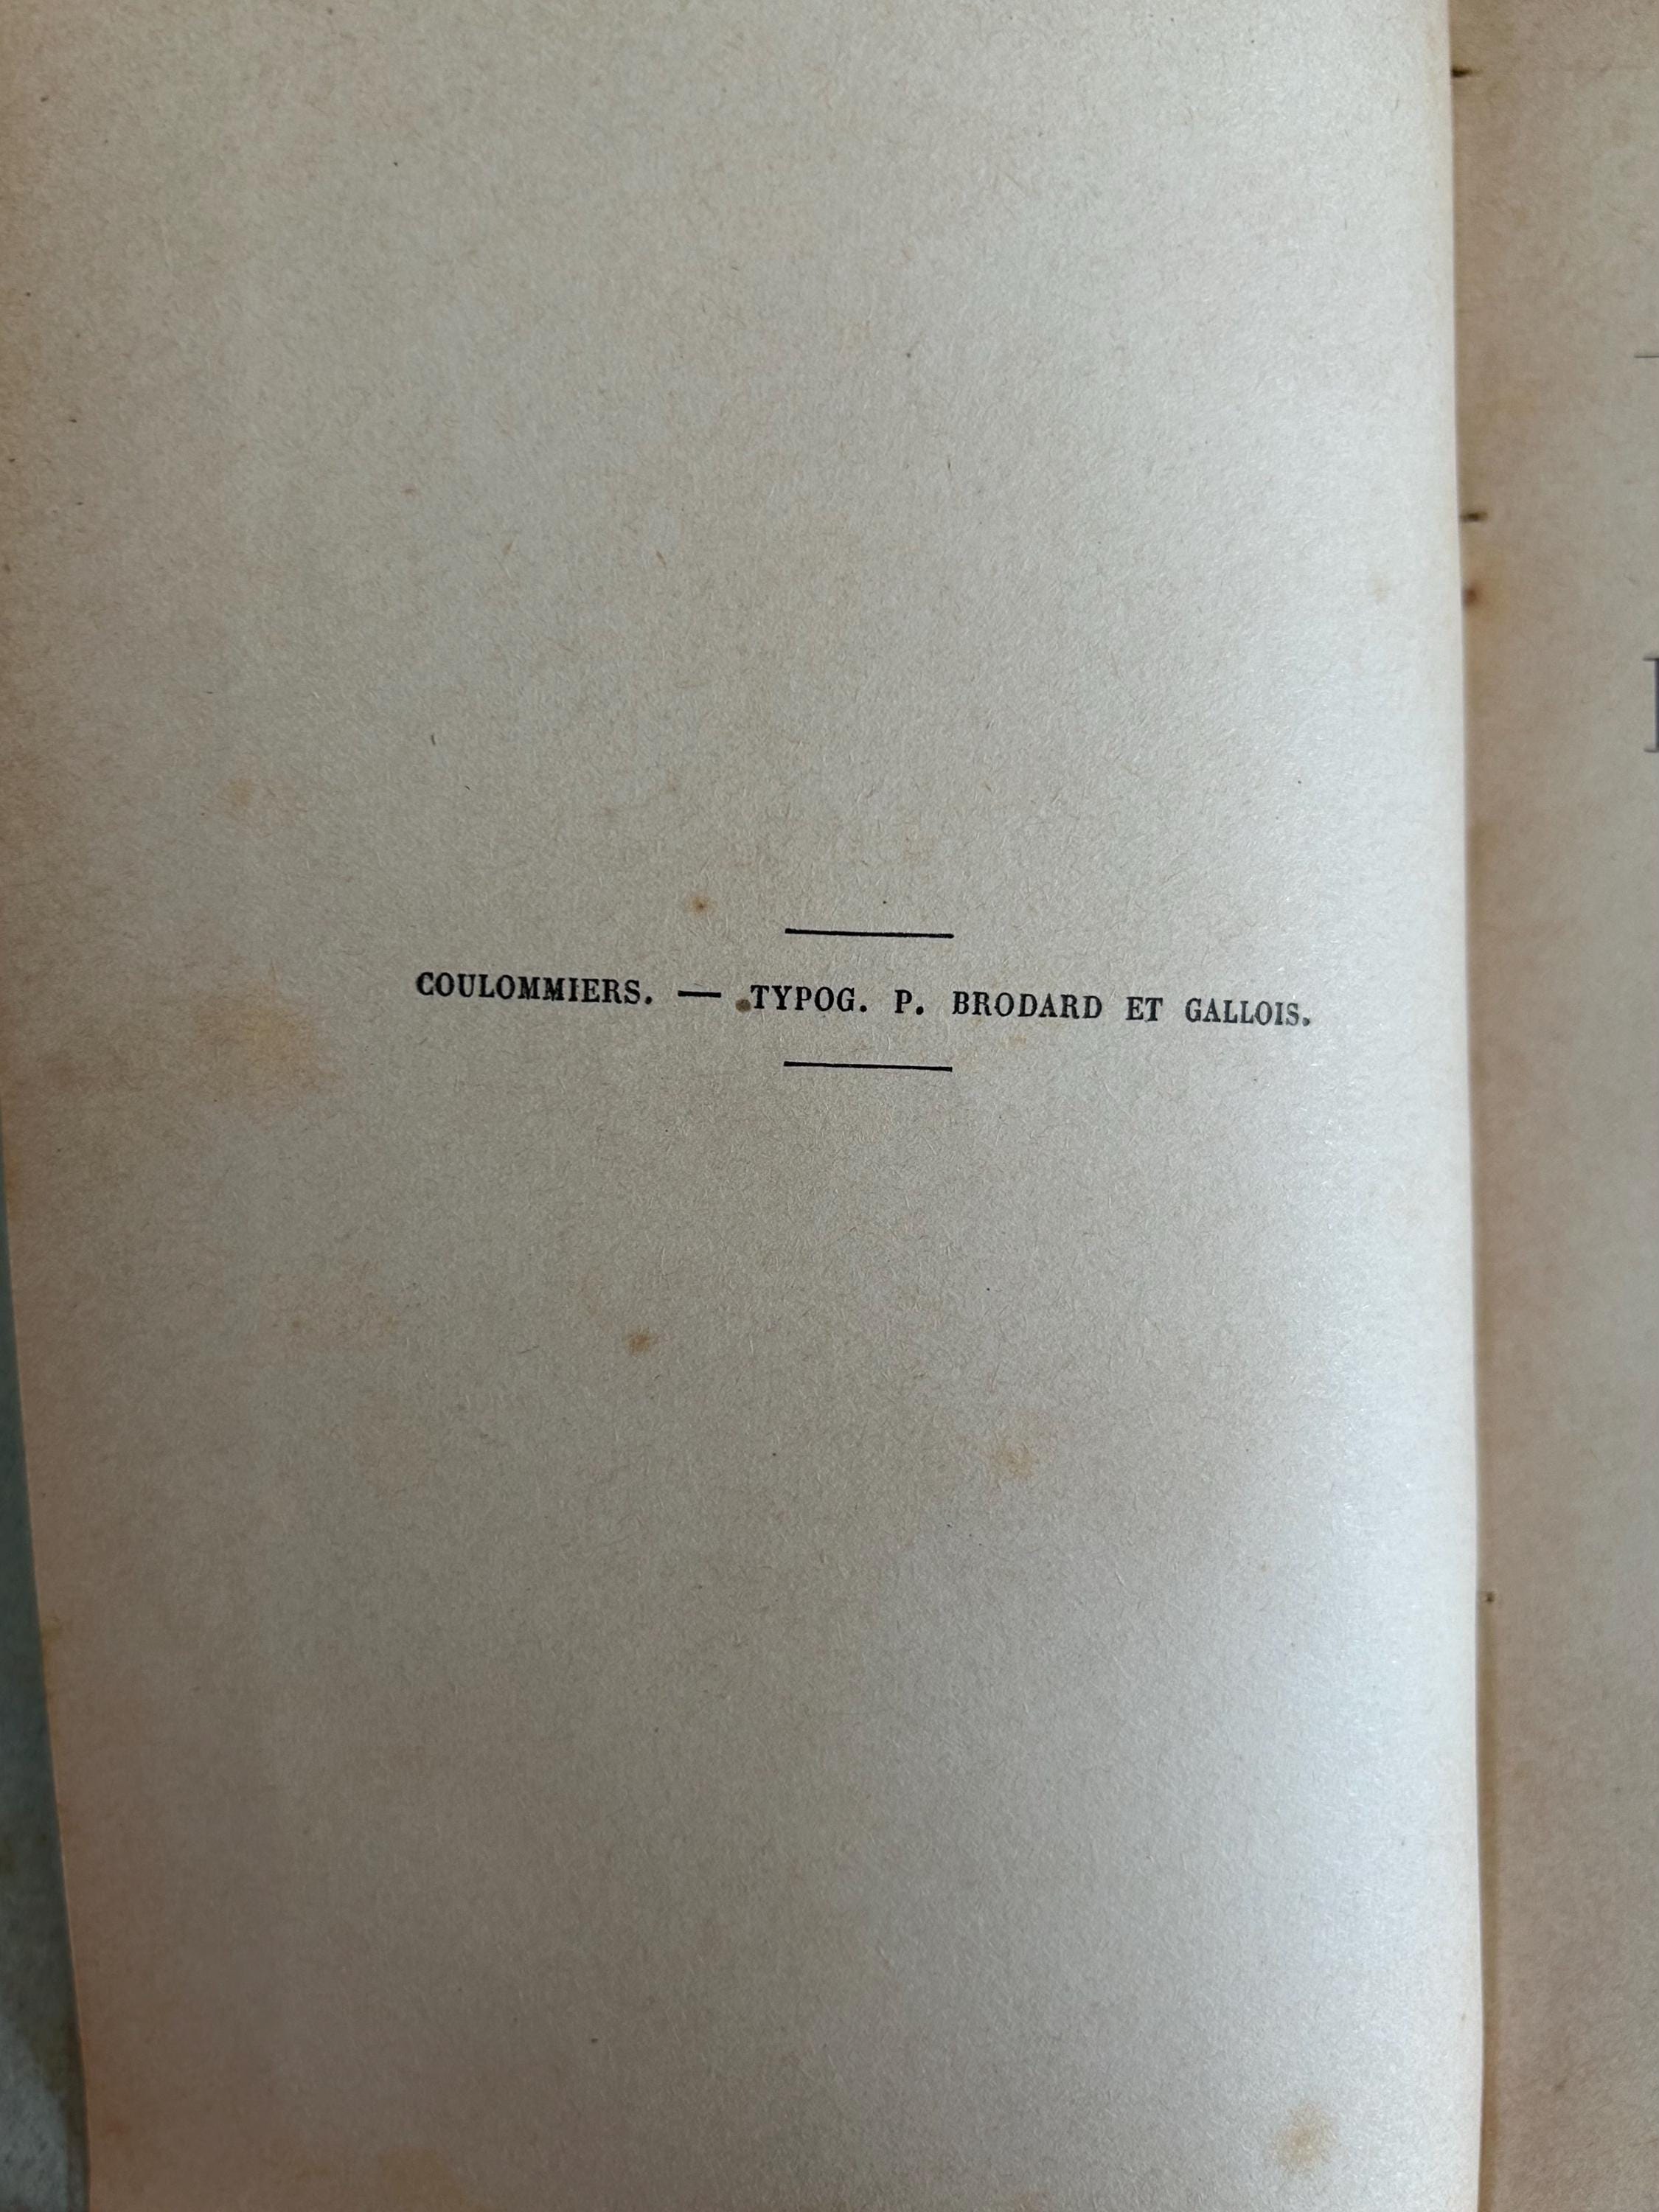 COULOMMIERS. — TYPOG. P. BRODARD ET GALLOIS.